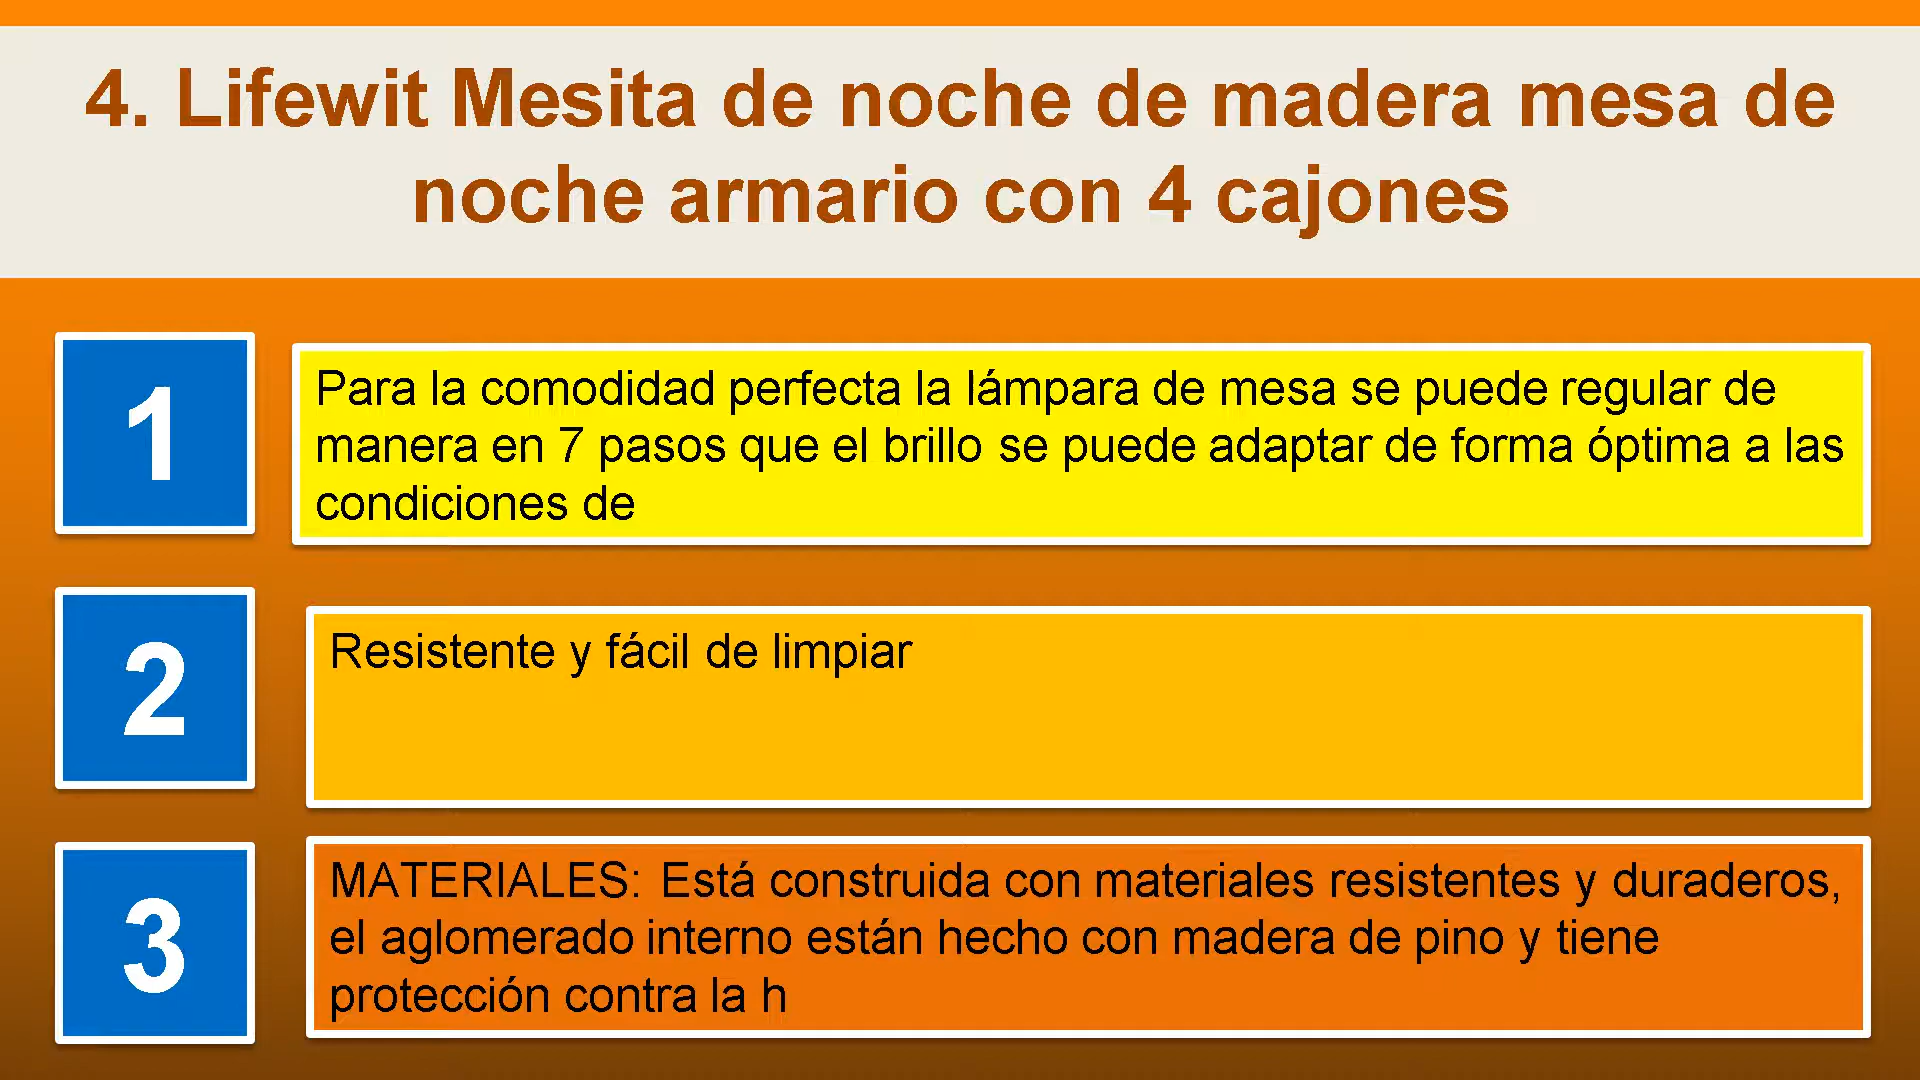 4. Lifewit Mesita de noche de madera mesa de
noche armario con 4 cajones
1
Para la comodidad perfecta la lámpara de mesa se puede regular de
manera en 7 pasos que el brillo se puede adaptar de forma óptima a las
condiciones de
2
Resistente y fácil de limpiar
3
MATERIALES: Está construida con materiales resistentes y duraderos,
el aglomerado interno están hecho con madera de pino y tiene
protección contra la h